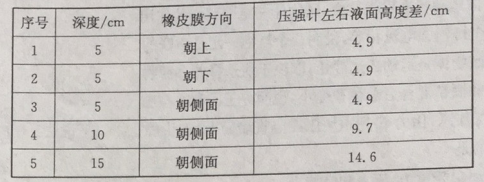 序号 深度/cm 橡皮膜方向 压强计左右液面高度差/cm
1 5 朝上 4.9
2 5 朝下 4.9
3 5 朝侧面 4.9
4 10 朝侧面 9.7
5 15 朝侧面 14.6